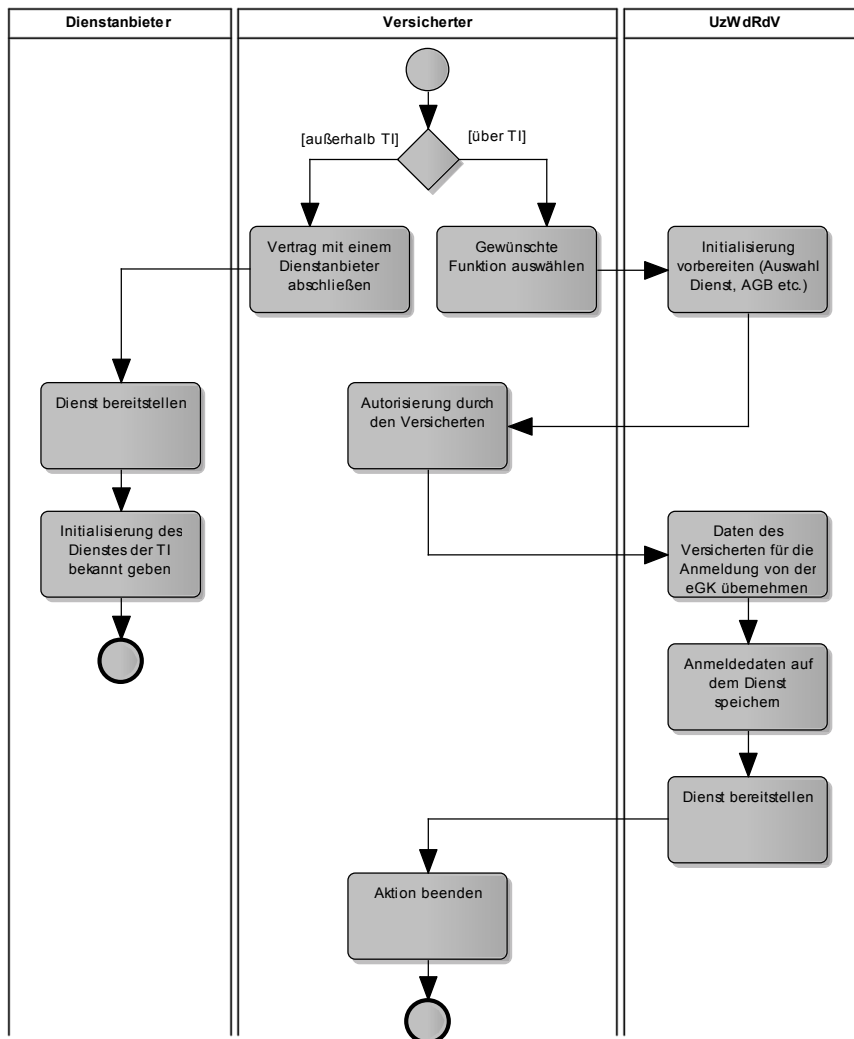 Dienstanbieter
Versicherter
UzWdRdV
[außerhalb TI]
[über TI]
Vertrag mit einem
Dienstanbieter
abschließen
Gewünschte
Funktion auswählen
Initialisierung
vorbereiten (Auswahl
Dienst, AGB etc.)
Dienst bereitstellen
Autorisierung durch
den Versicherten
Initialisierung des
Dienstes der TI
bekannt geben
Daten des
Versicherten für die
Anmeldung von der
eGK übernehmen
Anmeldedaten auf
dem Dienst
speichern
Dienst bereitstellen
Aktion beenden